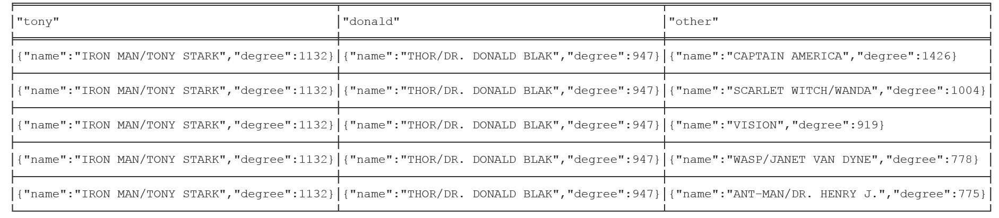 "tony" "donald" "other"
{"name":"IRON MAN/TONY STARK","degree":1132} {"name":"THOR/DR. DONALD BLAK","degree":947} {"name":"CAPTAIN AMERICA","degree":1426}
{"name":"IRON MAN/TONY STARK","degree":1132} {"name":"THOR/DR. DONALD BLAK","degree":947} {"name":"SCARLET WITCH/WANDA","degree":1004}
{"name":"IRON MAN/TONY STARK","degree":1132} {"name":"THOR/DR. DONALD BLAK","degree":947} {"name":"VISION","degree":919}
{"name":"IRON MAN/TONY STARK","degree":1132} {"name":"THOR/DR. DONALD BLAK","degree":947} {"name":"WASP/JANET VAN DYNE","degree":778}
{"name":"IRON MAN/TONY STARK","degree":1132} {"name":"THOR/DR. DONALD BLAK","degree":947} {"name":"ANT-MAN/DR. HENRY J.","degree":775}